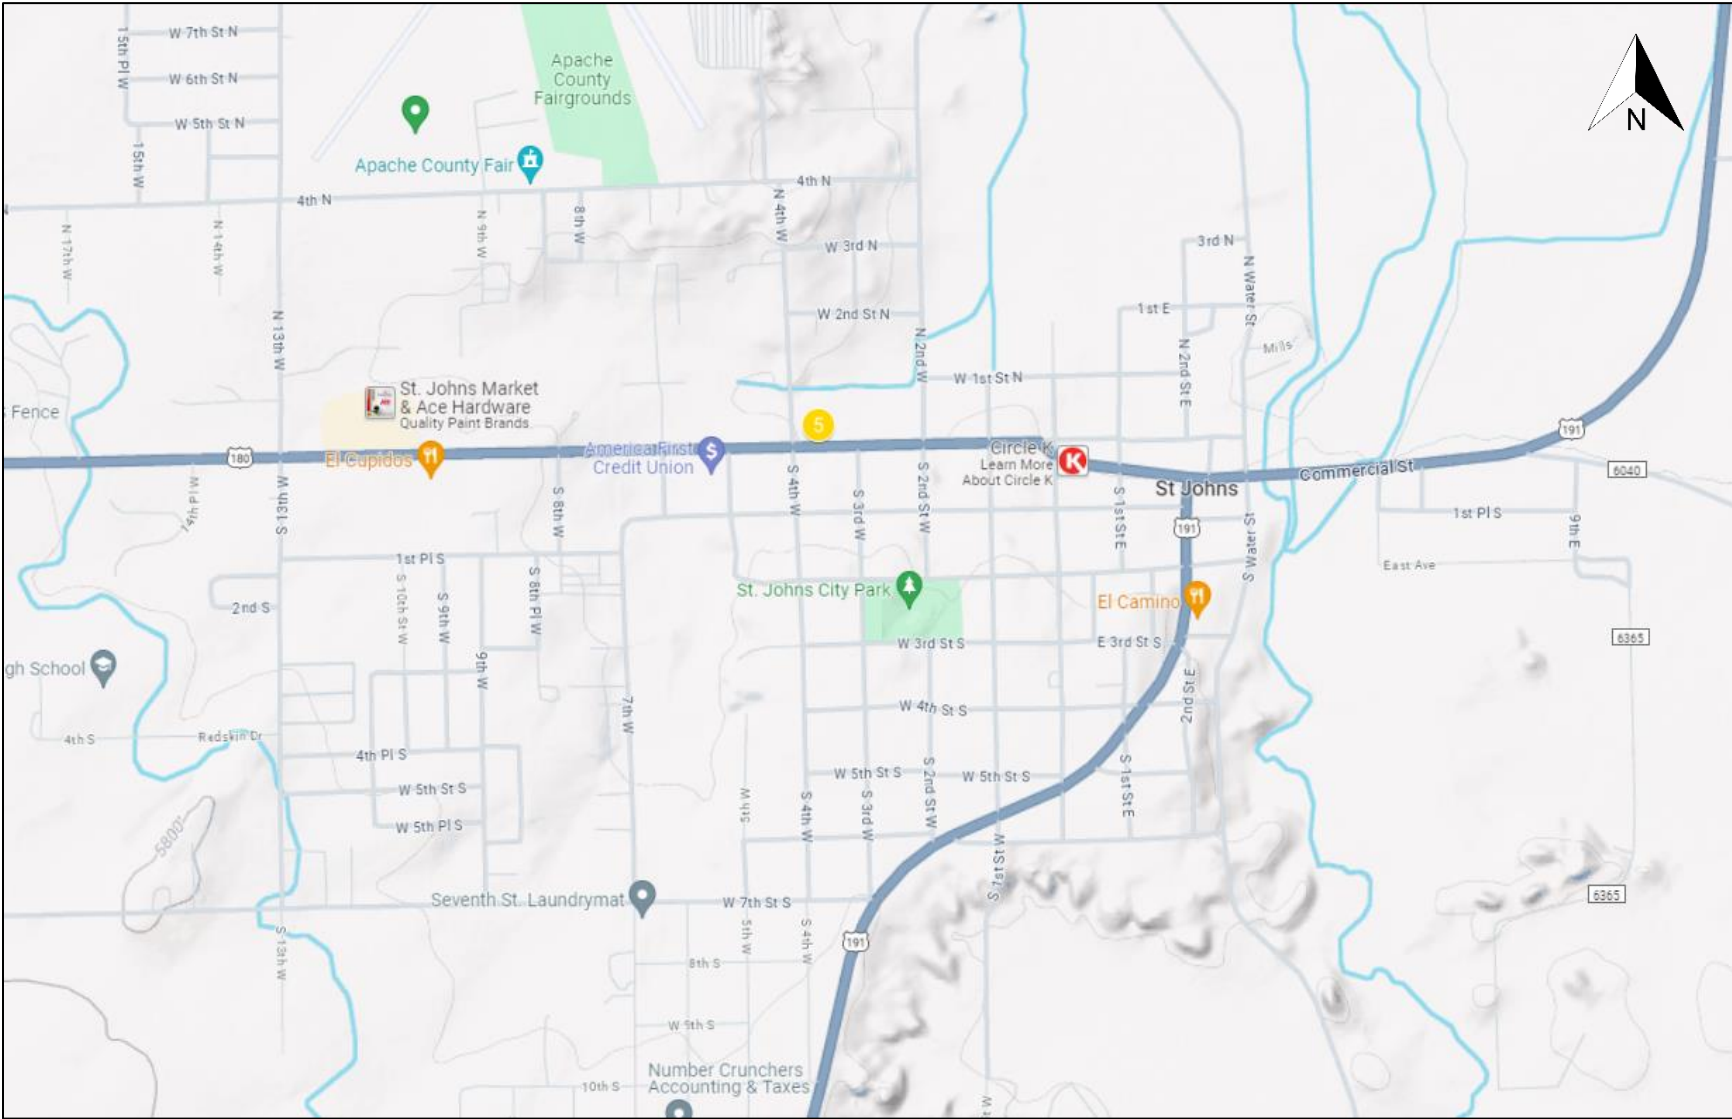 W 7th St N
15th Pl W
W 6th St N
W 5th St N
15th W
Apache
County
Fairgrounds
Apache County Fair
N
4th N
4th N
N 17th W
N 14th W
N 9th W
8th W
N 4th W
W 3rd N
3rd N
N Water St
1st E
W 2nd St N
N 13th W
N 2nd W
N 2nd St E
Mills
W 1st St N
St. Johns Market
& Ace Hardware
Quality Paint Brands
Fence
5
191
180
El Cupidos
America First
Credit Union
Circle K
Learn More
About Circle K
K
St Johns
Commercial St
6040
14th Pl W
S 13th W
S 8th W
S 4th W
S 3rd W
S 2nd St W
S 1st St E
191
S Water St
1st Pl S
9th E
1st Pl S
East Ave
S 10th St W
S 9th W
S 8th Pl W
2nd S
St. Johns City Park
El Camino
W 3rd St S
E 3rd St S
6365
gh School
9th W
7th W
2nd St E
W 4th St S
4th S
Redskin Dr
4th Pl S
W 5th St S
W 5th St S
W 5th St S
S 2nd St W
S 1st St E
5th W
S 4th W
S 3rd W
W 5th Pl S
5800'
S 1st St W
Seventh St. Laundrymat
W 7th St S
6365
S 13th W
5th W
S 4th W
191
8th S
W 9th S
Number Crunchers
Accounting & Taxes
10th S